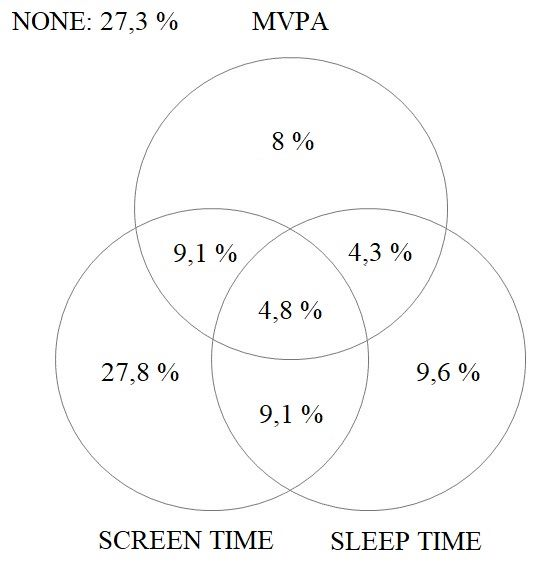 NONE: 27,3 %
MVPA
8 %
9,1 %
4,3 %
4,8 %
27,8 %
9,6 %
9,1 %
SCREEN TIME
SLEEP TIME